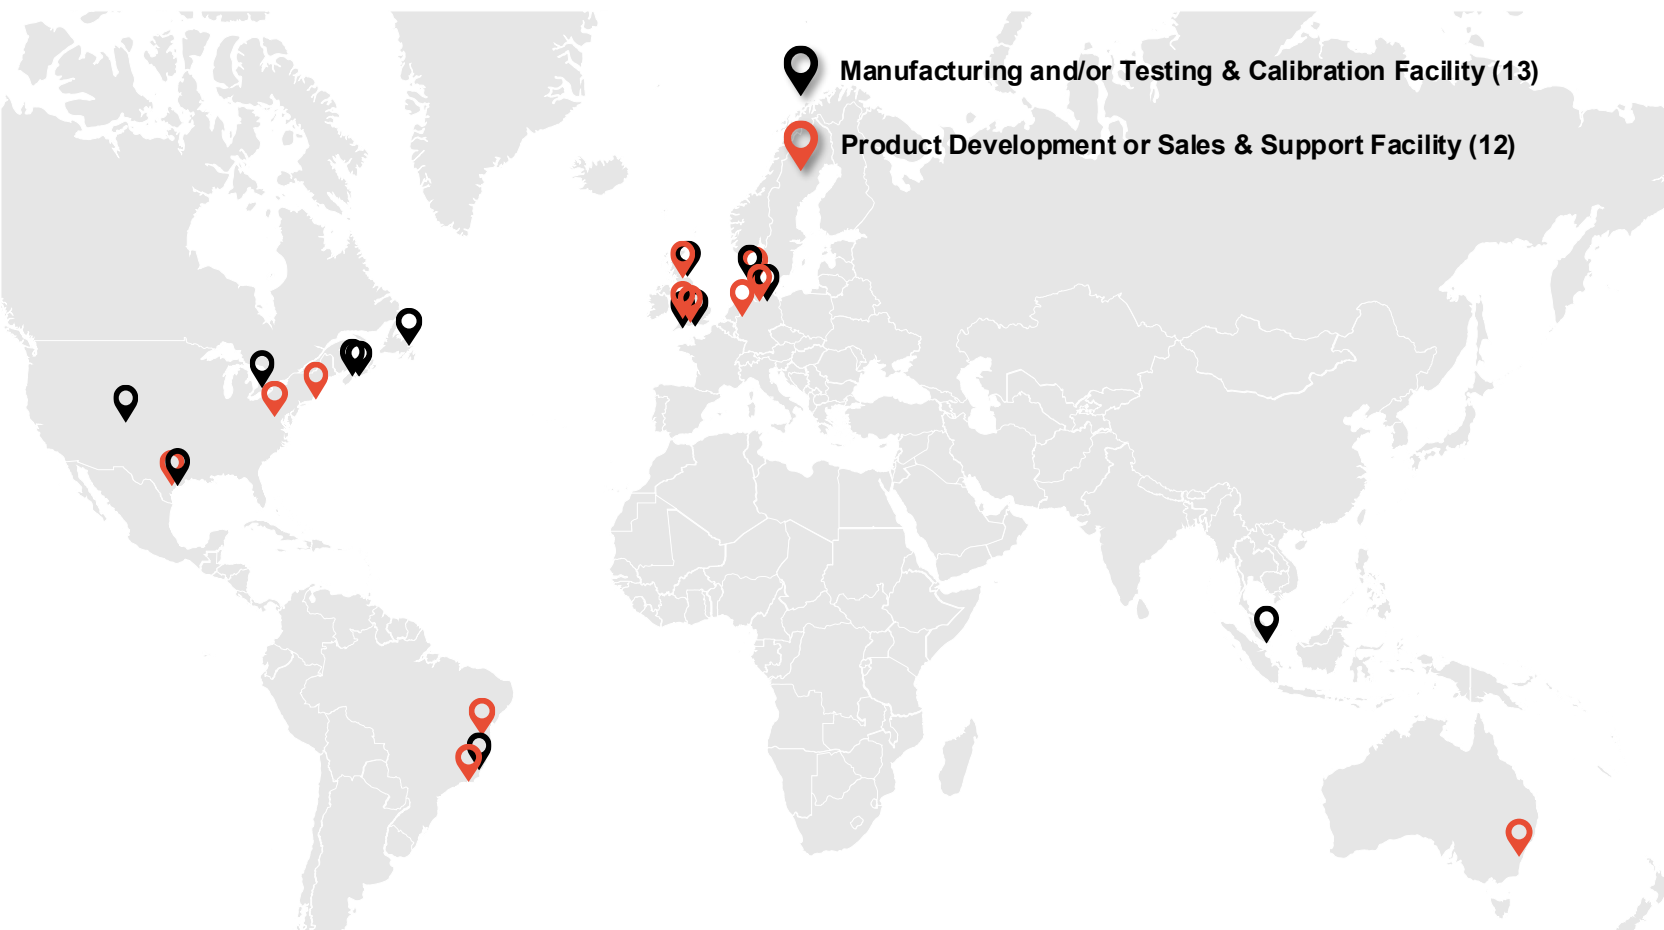 Manufacturing and/or Testing & Calibration Facility (13)
Product Development or Sales & Support Facility (12)